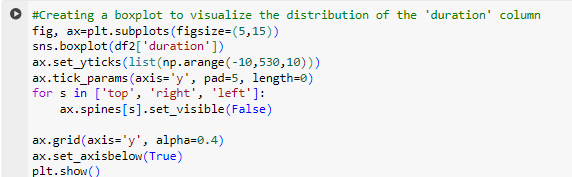 #Creating a boxplot to visualize the distribution of the 'duration' column
fig, ax=plt.subplots(figsize=(5,15))
sns.boxplot(df2['duration'])
ax.set_yticks(list(np.arange(-10,530,10)))
ax.tick_params(axis='y', pad=5, length=0)
for s in ['top', 'right', 'left']:
    ax.spines[s].set_visible(False)

ax.grid(axis='y', alpha=0.4)
ax.set_axisbelow(True)
plt.show()